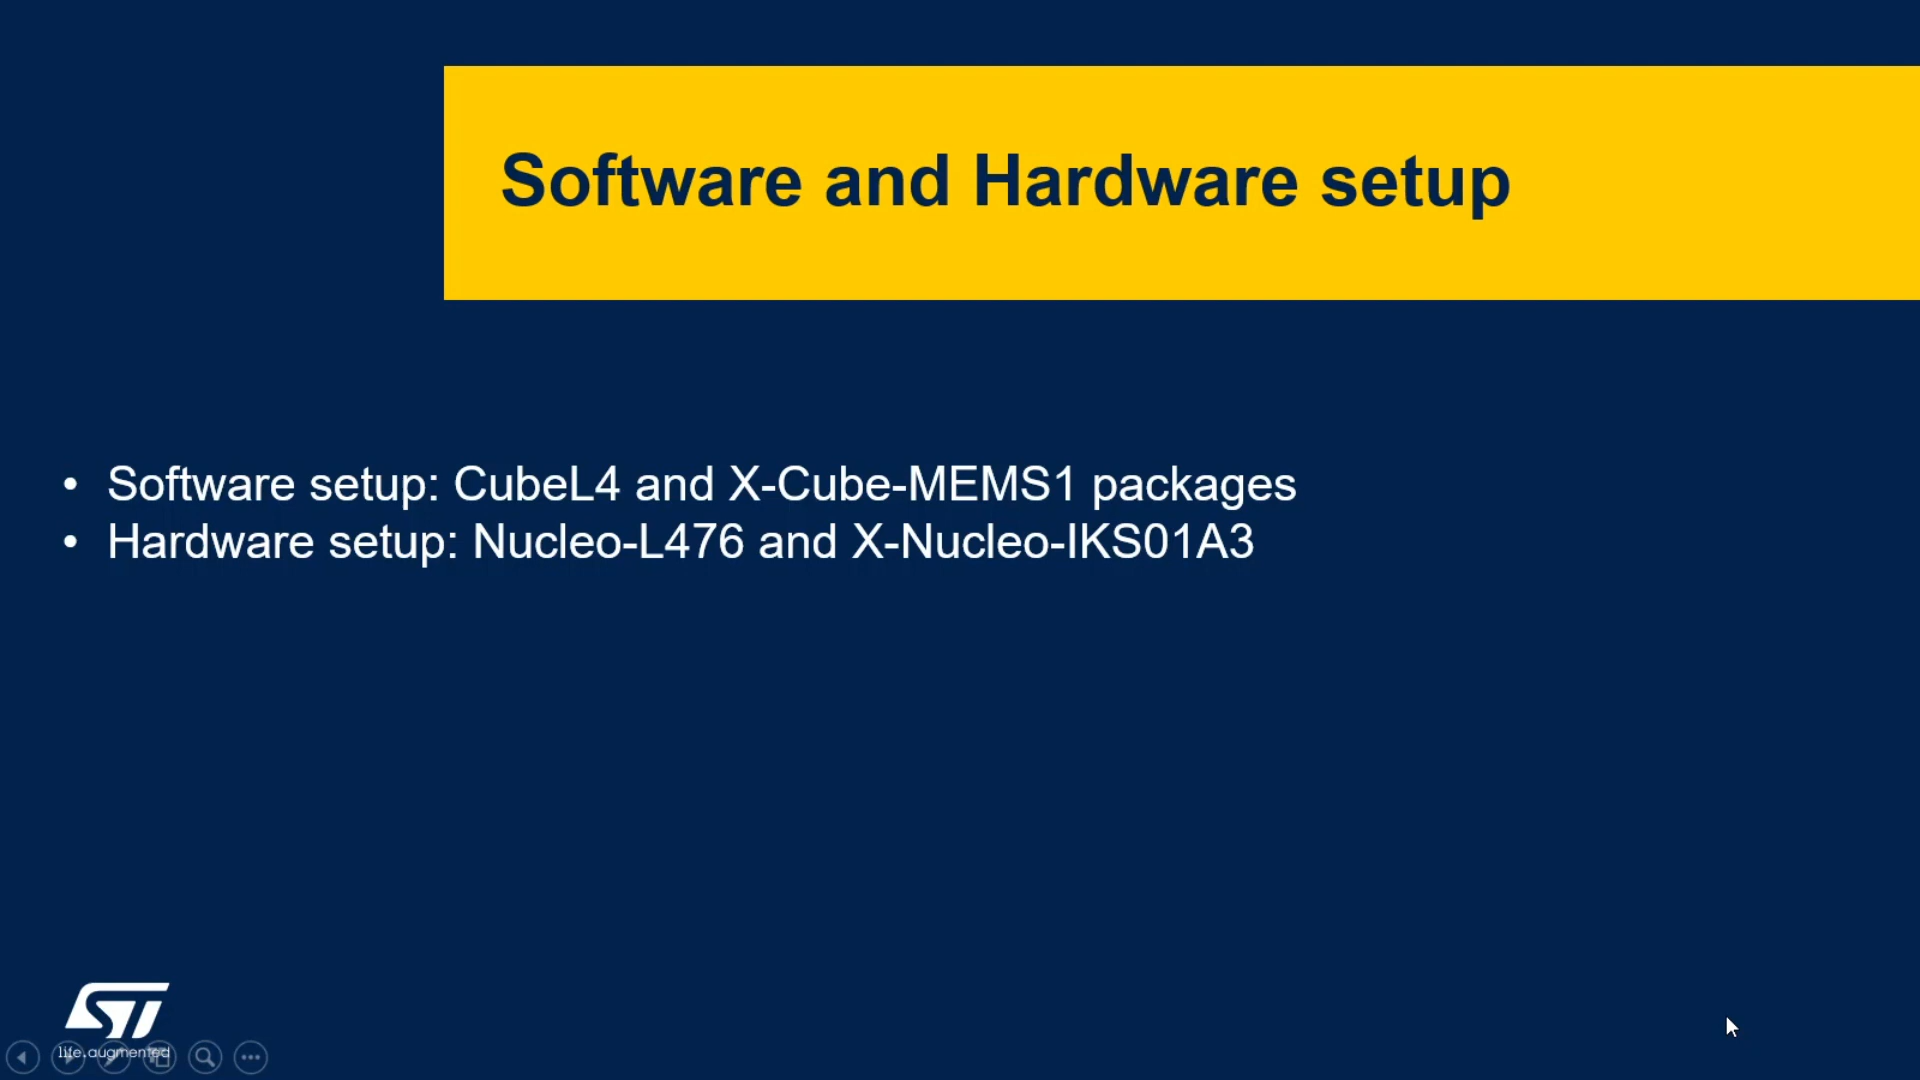 Software and Hardware setup
• Software setup: CubeL4 and X-Cube-MEMS1 packages
• Hardware setup: Nucleo-L476 and X-Nucleo-IKS01A3
ST
life.augmented